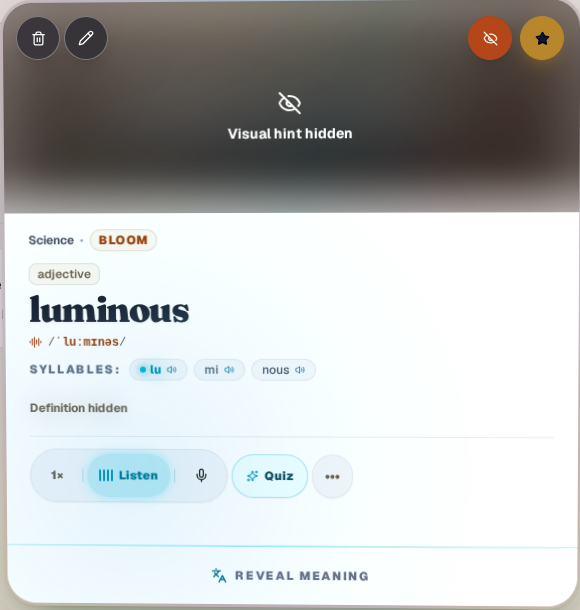 Visual hint hidden
Science · BLOOM
adjective
luminous
/ˈluːmɪnəs/
SYLLABLES: lu mi nous
Definition hidden
1× Listen Quiz
REVEAL MEANING